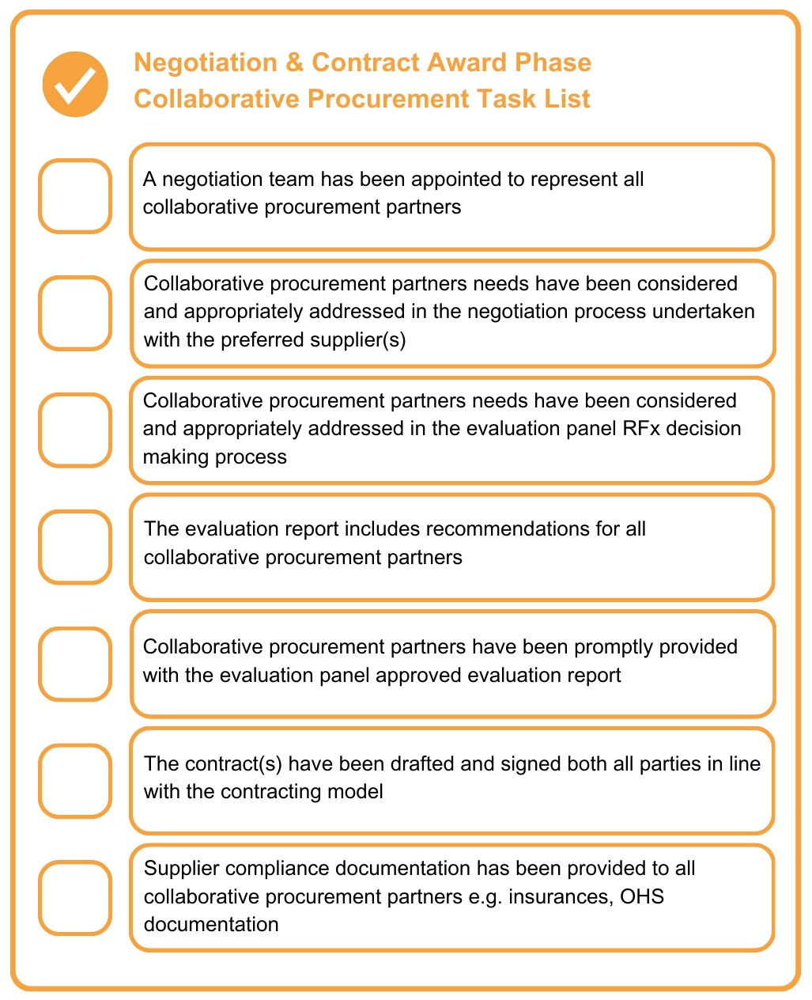 Negotiation & Contract Award Phase
Collaborative Procurement Task List
A negotiation team has been appointed to represent all
collaborative procurement partners
Collaborative procurement partners needs have been considered
and appropriately addressed in the negotiation process undertaken
with the preferred supplier(s)
Collaborative procurement partners needs have been considered
and appropriately addressed in the evaluation panel RFx decision
making process
The evaluation report includes recommendations for all
collaborative procurement partners
Collaborative procurement partners have been promptly provided
with the evaluation panel approved evaluation report
The contract(s) have been drafted and signed both all parties in line
with the contracting model
Supplier compliance documentation has been provided to all
collaborative procurement partners e.g. insurances, OHS
documentation